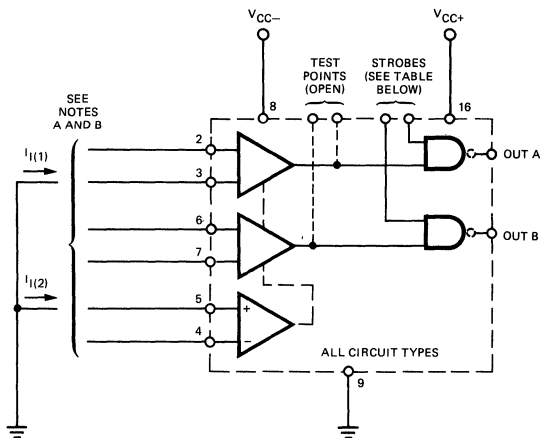 VCC−
VCC+
TEST
POINTS
(OPEN)
STROBES
(SEE TABLE
BELOW)
SEE
NOTES
A AND B
8
16
2
II(1)
3
OUT A
6
7
OUT B
II(2)
5
+
4
−
ALL CIRCUIT TYPES
9